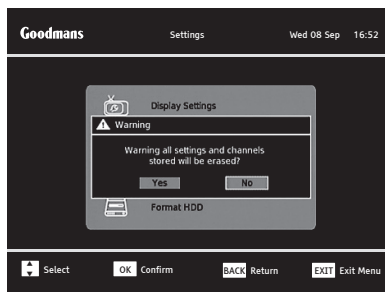 Goodmans Settings Wed 08 Sep 16:52
Display Settings
Warning
Warning all settings and channels
stored will be erased?
Yes No
Format HDD
Select OK Confirm BACK Return EXIT Exit Menu